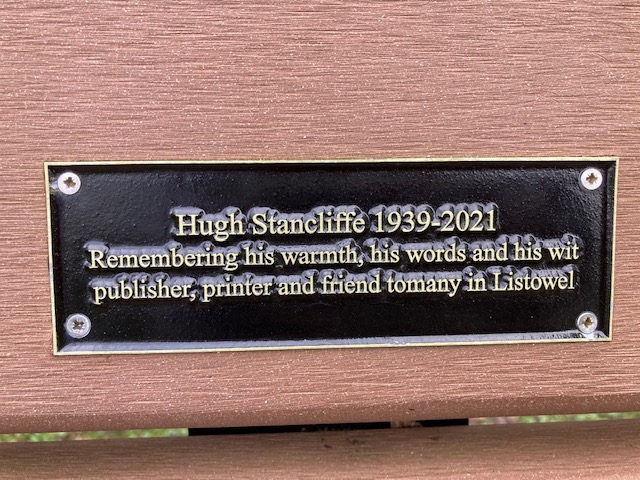 Hugh Stancliffe 1939-2021
Remembering his warmth, his words and his wit
publisher, printer and friend tomany in Listowel